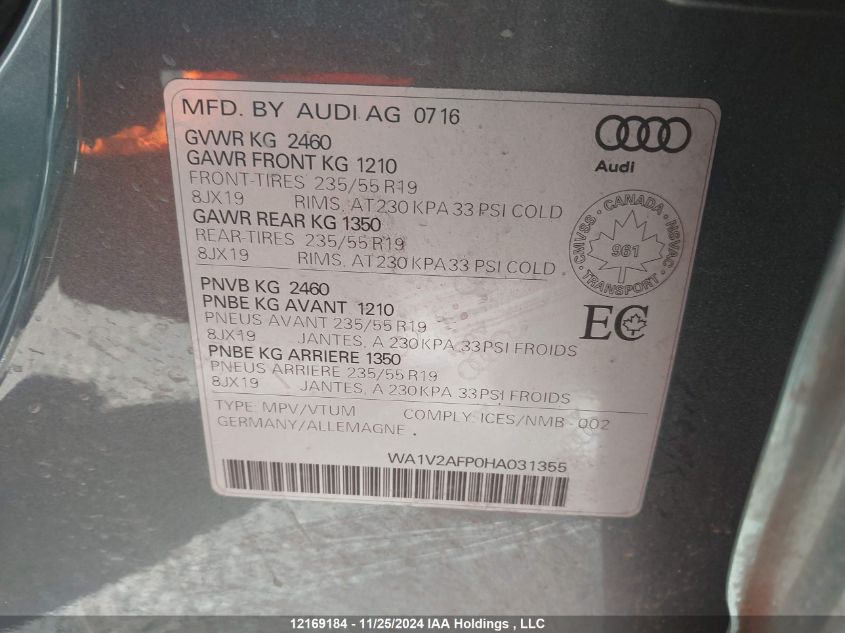 MFD. BY AUDI AG 0716
GVWR KG 2460
GAWR FRONT KG 1210
FRONT-TIRES 235/55 R19
8JX19 RIMS, AT 230 KPA 33 PSI COLD
GAWR REAR KG 1350
REAR-TIRES 235/55 R19
8JX19 RIMS, AT 230 KPA 33 PSI COLD
Audi
CMVSS · CANADA · HSVAC · TRANSPORT ·
961
PNVB KG 2460
PNBE KG AVANT 1210
PNEUS AVANT 235/55 R19
8JX19 JANTES, A 230 KPA 33 PSI FROIDS
PNBE KG ARRIERE 1350
PNEUS ARRIERE 235/55 R19
8JX19 JANTES, A 230 KPA 33 PSI FROIDS
EC
TYPE: MPV/VTUM COMPLY: ICES/NMB - 002
GERMANY/ALLEMAGNE
WA1V2AFP0HA031355
12169184 - 11/25/2024 IAA Holdings , LLC